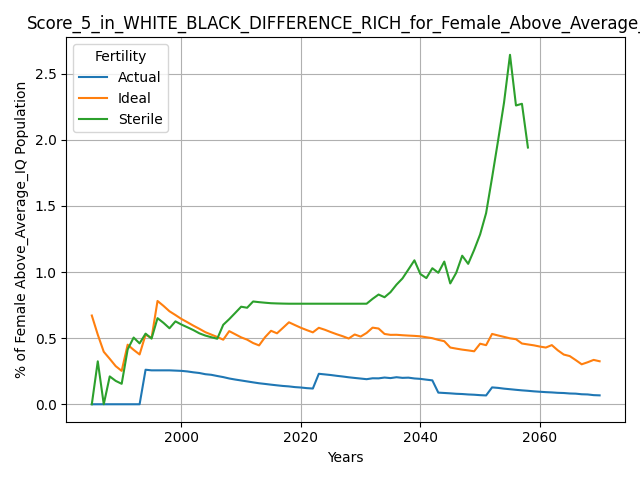 Score_5_in_WHITE_BLACK_DIFFERENCE_RICH_for_Female_Above_Average_
Fertility
Actual
Ideal
Sterile
% of Female Above_Average_IQ Population
2.5
2.0
1.5
1.0
0.5
0.0
2000
2020
2040
2060
Years